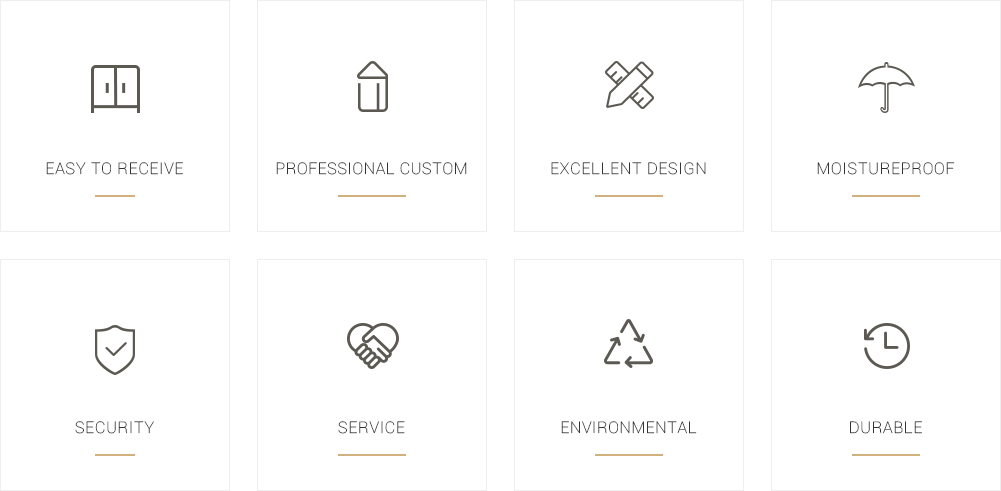 EASY TO RECEIVE
PROFESSIONAL CUSTOM
EXCELLENT DESIGN
MOISTUREPROOF
SECURITY
SERVICE
ENVIRONMENTAL
DURABLE